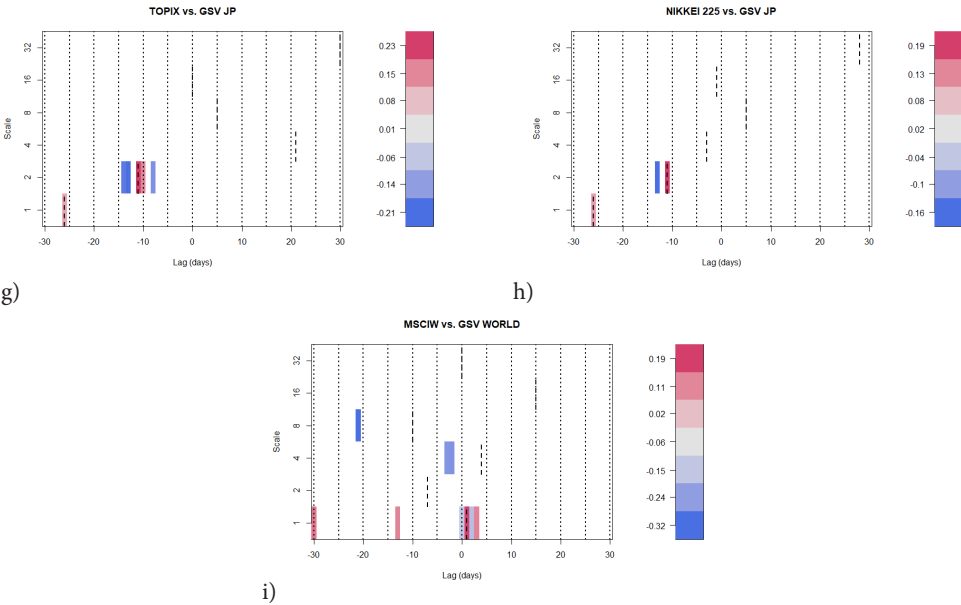 TOPIX vs. GSV JP
Scale
32
16
8
4
2
1
-30 -20 -10 0 10 20 30
Lag (days)
0.23
0.15
0.08
0.01
-0.06
-0.14
-0.21
g)
NIKKEI 225 vs. GSV JP
Scale
32
16
8
4
2
1
-30 -20 -10 0 10 20 30
Lag (days)
0.19
0.13
0.08
0.02
-0.04
-0.1
-0.16
h)
MSCIW vs. GSV WORLD
Scale
32
16
8
4
2
1
-30 -20 -10 0 10 20 30
Lag (days)
0.19
0.11
0.02
-0.06
-0.15
-0.24
-0.32
i)